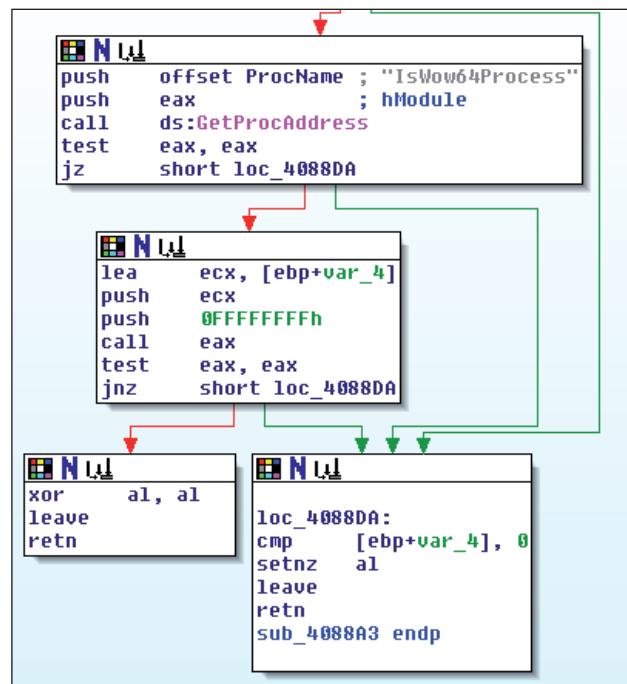 N
push offset ProcName ; "IsWow64Process"
push eax ; hModule
call ds:GetProcAddress
test eax, eax
jz short loc_4088DA
N
lea ecx, [ebp+var_4]
push ecx
push 0FFFFFFFFh
call eax
test eax, eax
jnz short loc_4088DA
N
xor al, al
leave
retn
N
loc_4088DA:
cmp [ebp+var_4], 0
setnz al
leave
retn
sub_4088A3 endp